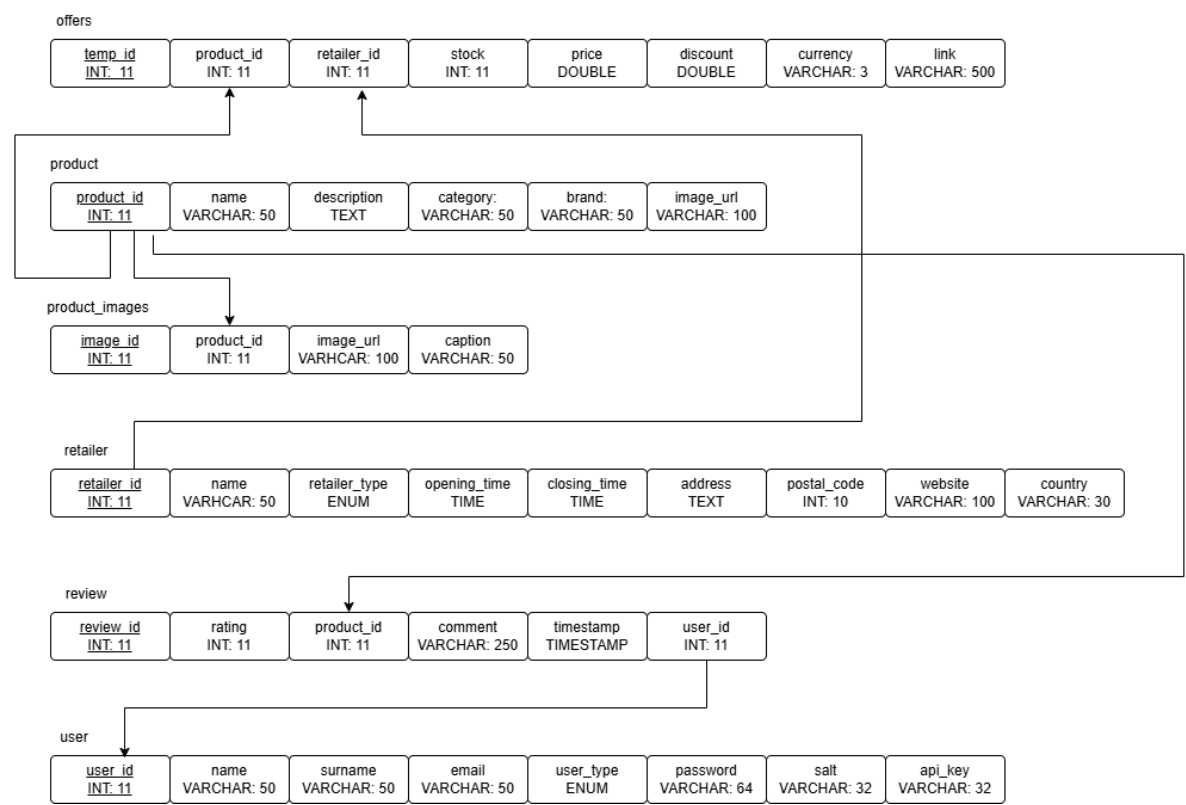 offers
temp_id product_id retailer_id stock price discount currency link
INT: 11 INT: 11 INT: 11 INT: 11 DOUBLE DOUBLE VARCHAR: 3 VARCHAR: 500
product
product_id name description category: brand: image_url
INT: 11 VARCHAR: 50 TEXT VARCHAR: 50 VARCHAR: 50 VARCHAR: 100
product_images
image_id product_id image_url caption
INT: 11 INT: 11 VARHCAR: 100 VARCHAR: 50
retailer
retailer_id name retailer_type opening_time closing_time address postal_code website country
INT: 11 VARHCAR: 50 ENUM TIME TIME TEXT INT: 10 VARCHAR: 100 VARCHAR: 30
review
review_id rating product_id comment timestamp user_id
INT: 11 INT: 11 INT: 11 VARCHAR: 250 TIMESTAMP INT: 11
user
user_id name surname email user_type password salt api_key
INT: 11 VARCHAR: 50 VARCHAR: 50 VARCHAR: 50 ENUM VARCHAR: 64 VARCHAR: 32 VARCHAR: 32